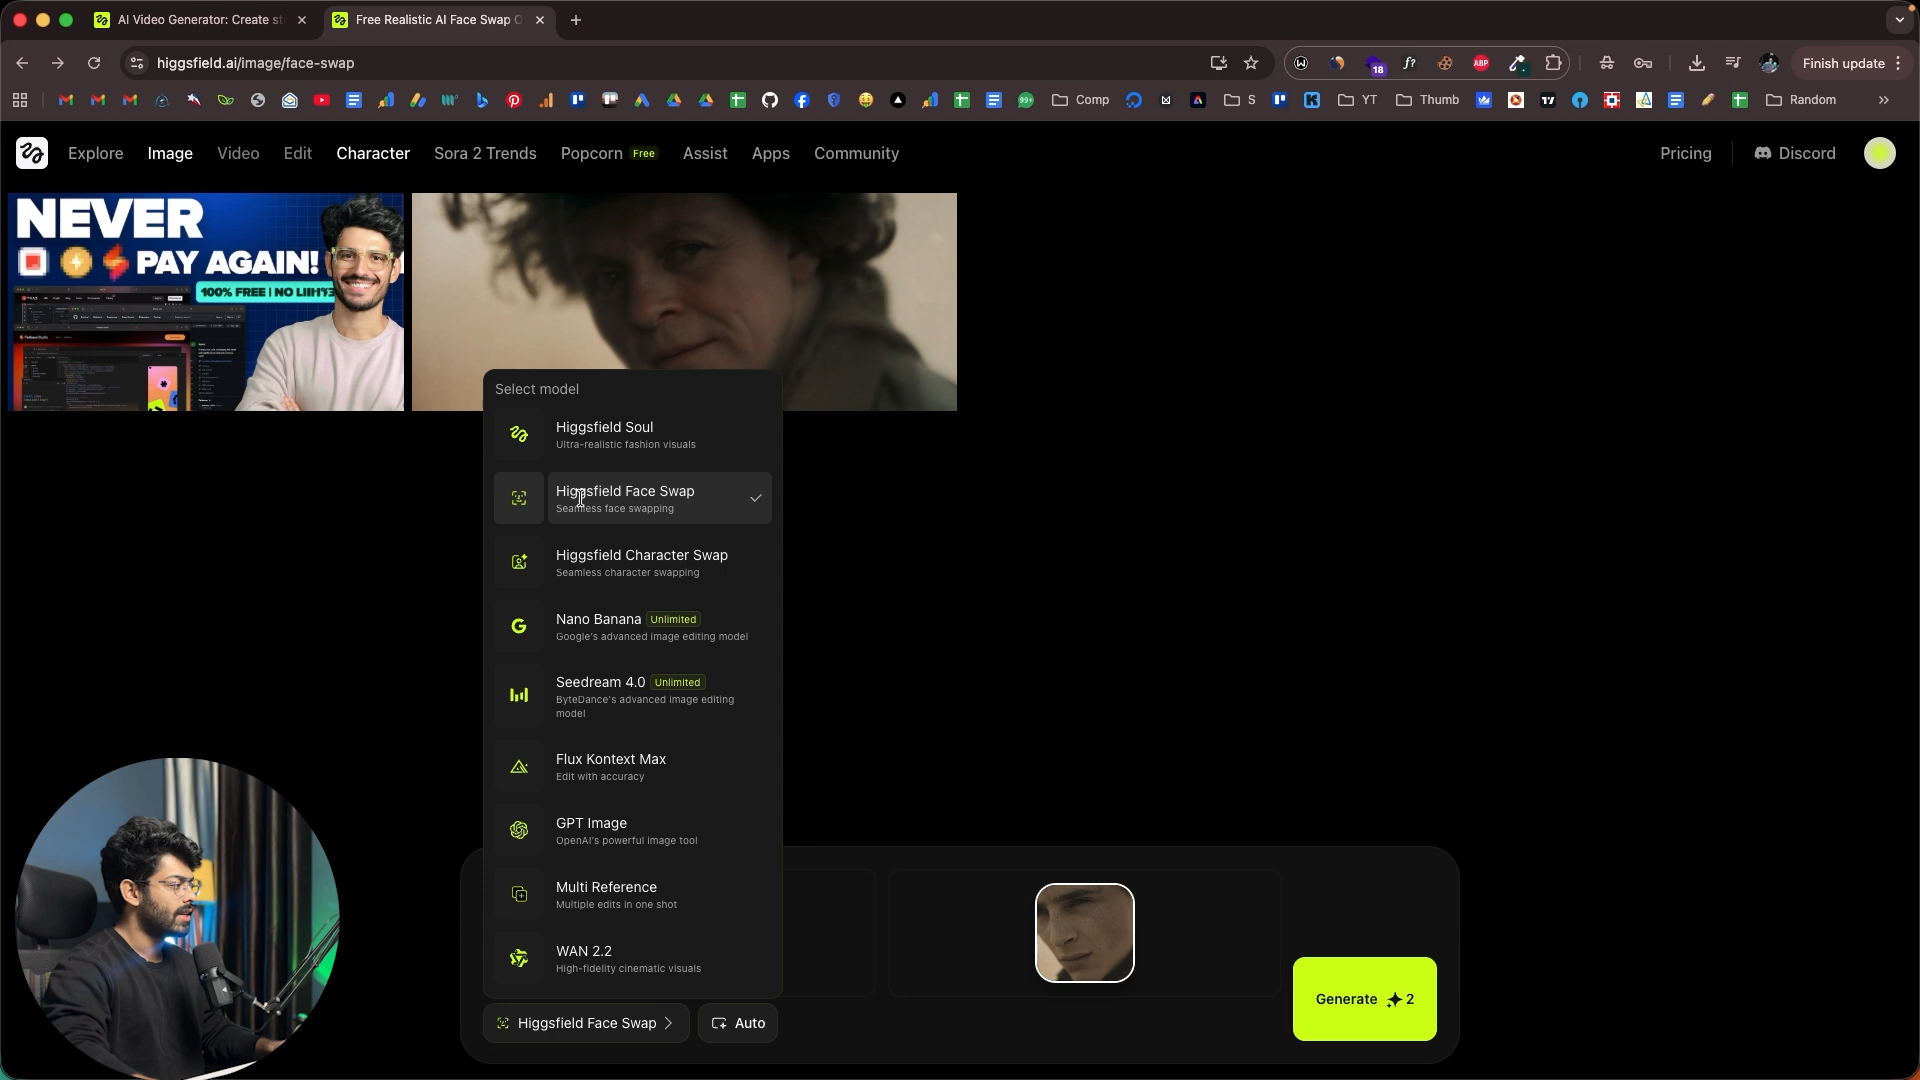 AI Video Generator: Create st
Free Realistic AI Face Swap O
higgsfield.ai/image/face-swap
18
f?
ABP
Finish update
99+
Comp
S
YT
Thumb
Random
Explore
Image
Video
Edit
Character
Sora 2 Trends
Popcorn
Free
Assist
Apps
Community
Pricing
Discord
NEVER
PAY AGAIN!
100% FREE | NO
Select model
Higgsfield Soul
Ultra-realistic fashion visuals
Higgsfield Face Swap
Seamless face swapping
Higgsfield Character Swap
Seamless character swapping
Nano Banana Unlimited
Google's advanced image editing model
Seedream 4.0 Unlimited
ByteDance's advanced image editing
model
Flux Kontext Max
Edit with accuracy
GPT Image
OpenAI's powerful image tool
Multi Reference
Multiple edits in one shot
WAN 2.2
High-fidelity cinematic visuals
Higgsfield Face Swap
Auto
Generate 2